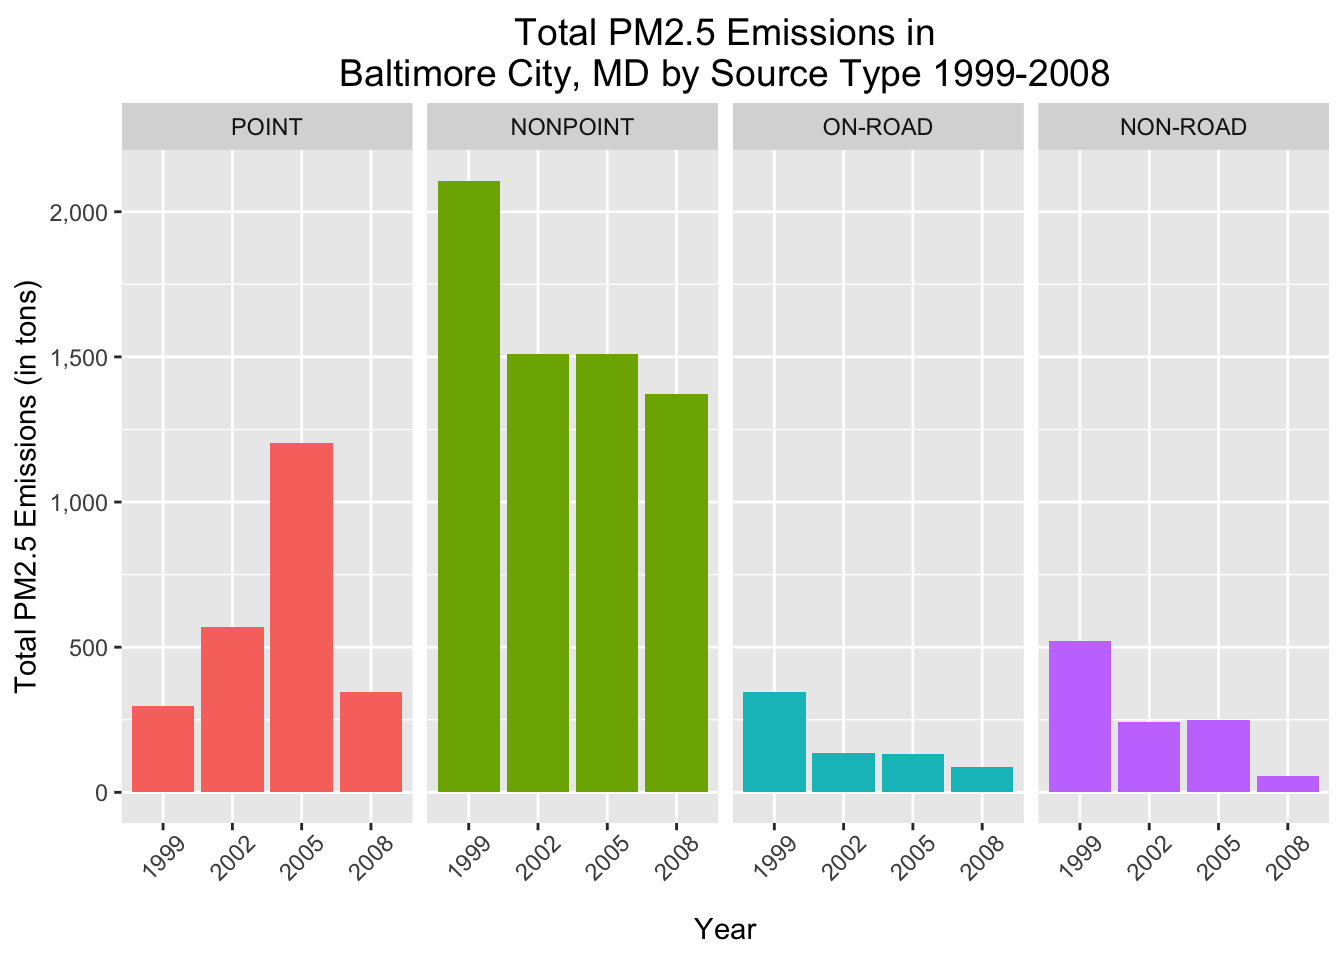 Total PM2.5 Emissions in
Baltimore City, MD by Source Type 1999-2008
POINT
NONPOINT
ON-ROAD
NON-ROAD
Total PM2.5 Emissions (in tons)
2,000
1,500
1,000
500
0
1999 2002 2005 2008
1999 2002 2005 2008
1999 2002 2005 2008
1999 2002 2005 2008
Year